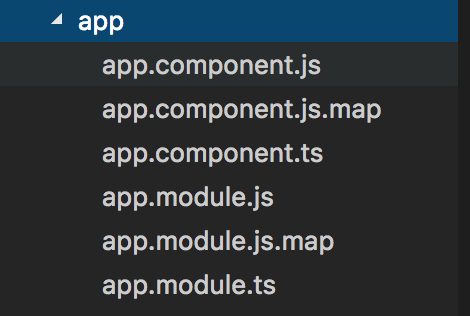 app
app.component.js
app.component.js.map
app.component.ts
app.module.js
app.module.js.map
app.module.ts